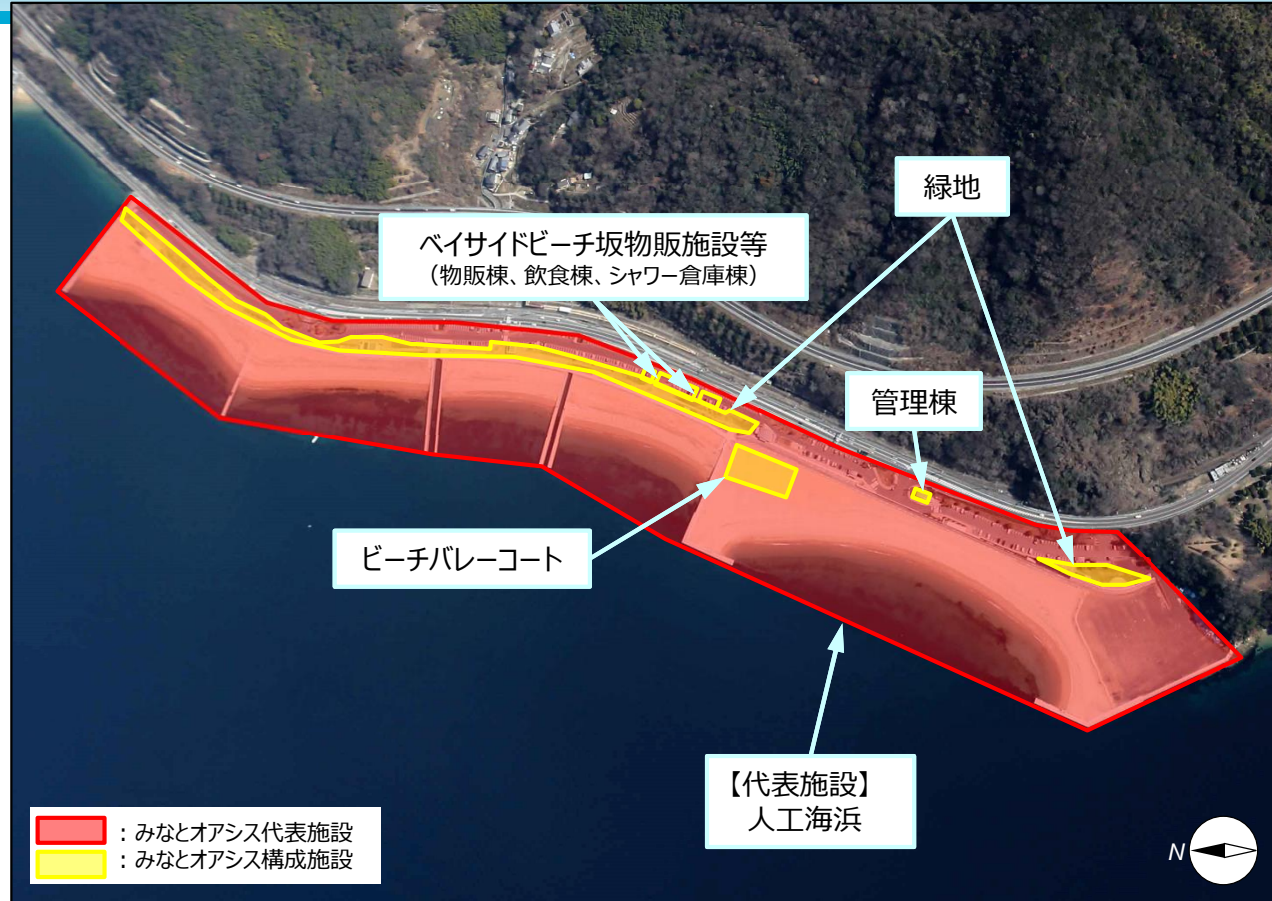 緑地
ベイサイドビーチ坂物販施設等
（物販棟、飲食棟、シャワー倉庫棟）
管理棟
ビーチバレーコート
【代表施設】
人工海浜
：みなとオアシス代表施設
：みなとオアシス構成施設
N